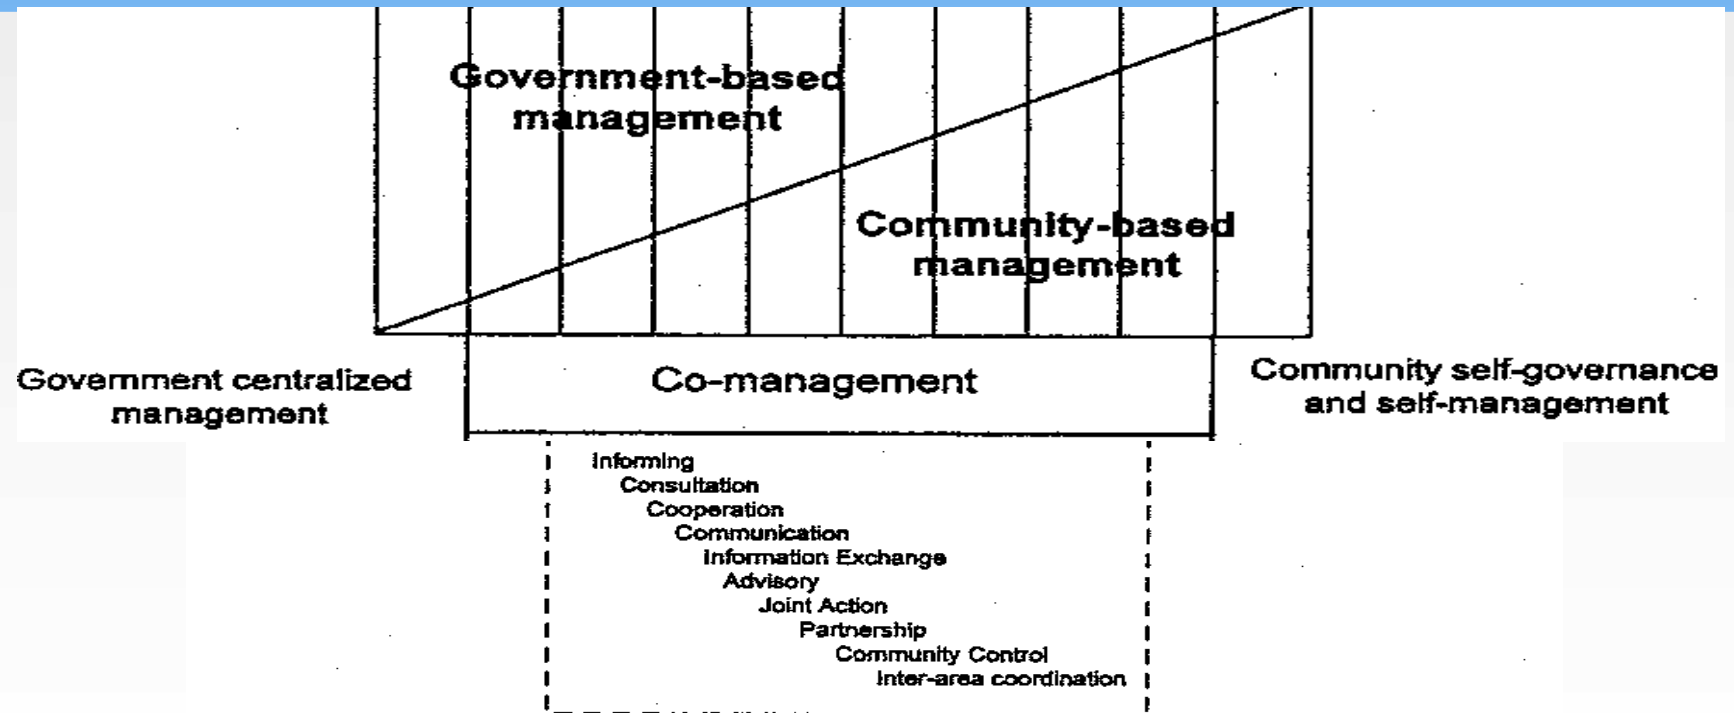 Government-based
management
Community-based
management
Government centralized
management
Co-management
Community self-governance
and self-management
Informing
Consultation
Cooperation
Communication
Information Exchange
Advisory
Joint Action
Partnership
Community Control
Inter-area coordination